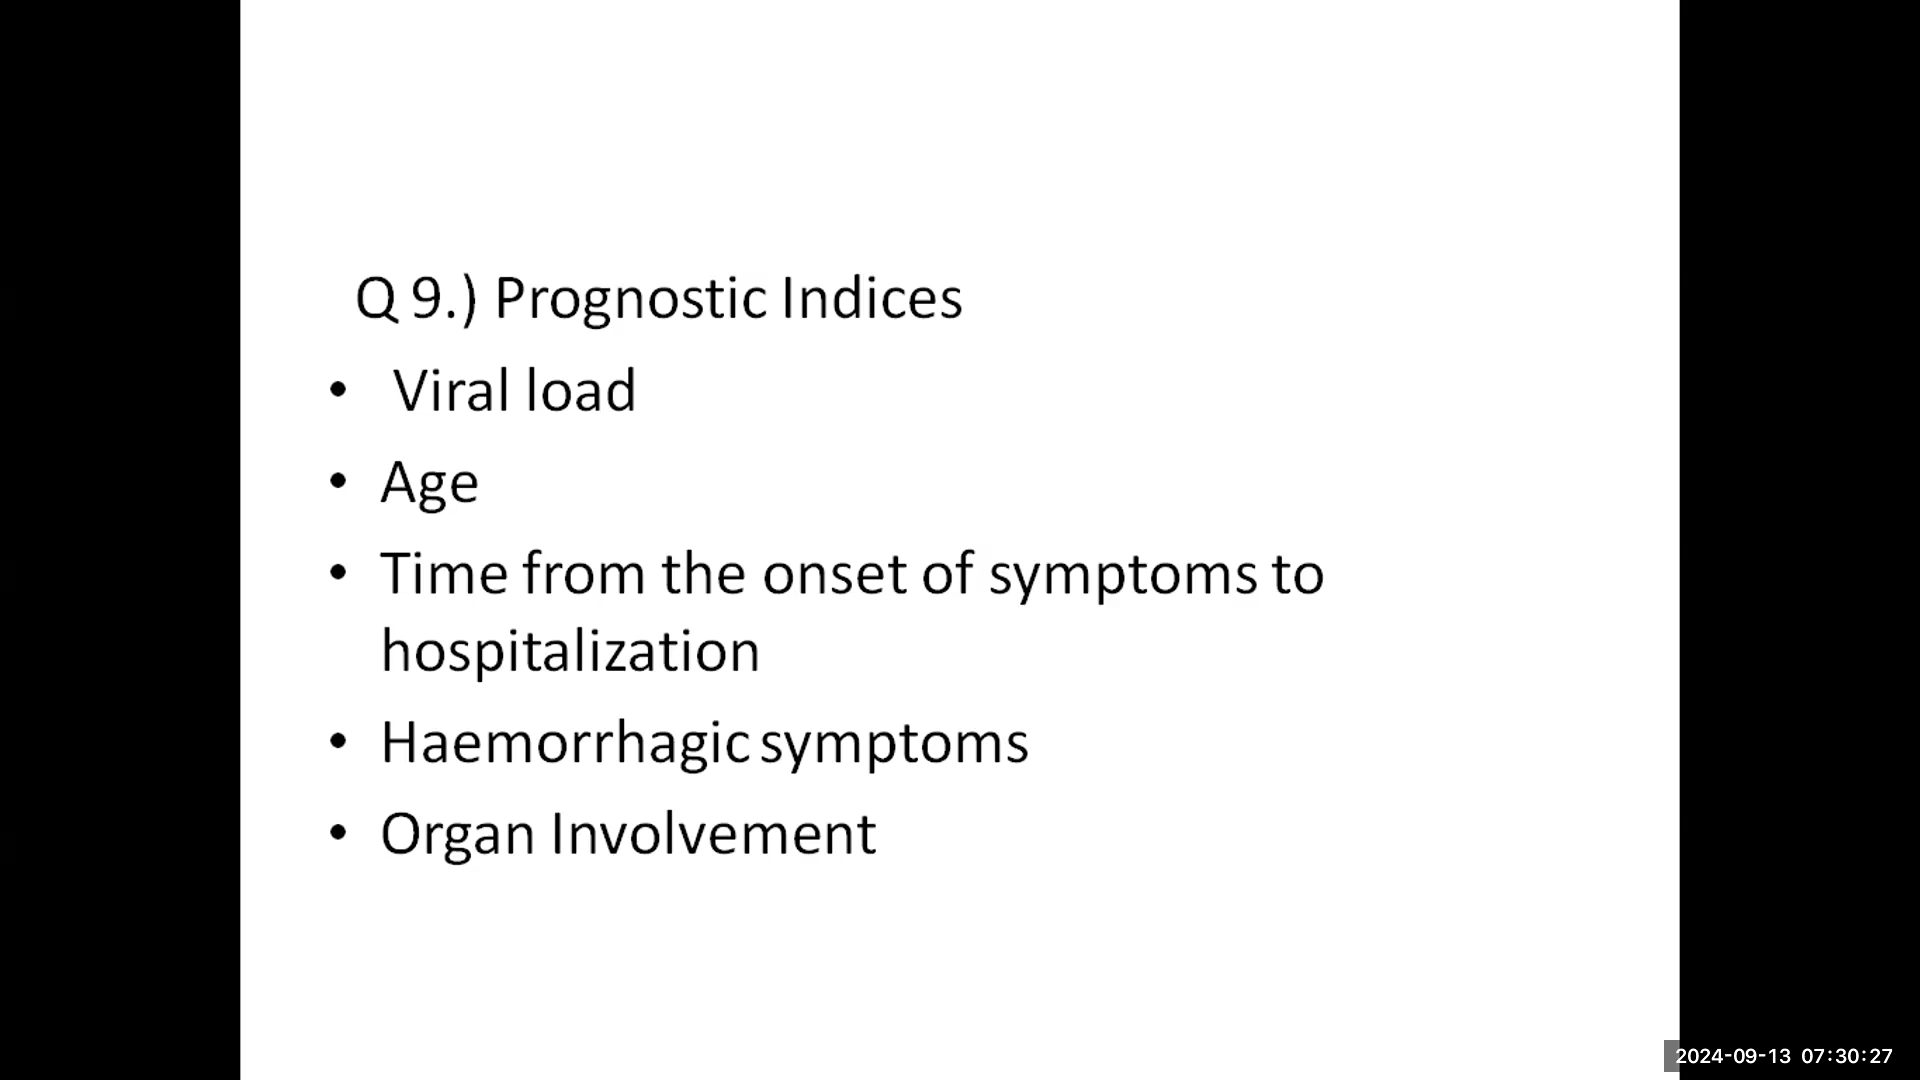 Q 9.) Prognostic Indices
• Viral load
• Age
• Time from the onset of symptoms to
hospitalization
• Haemorrhagic symptoms
• Organ Involvement
2024-09-13 07:30:27